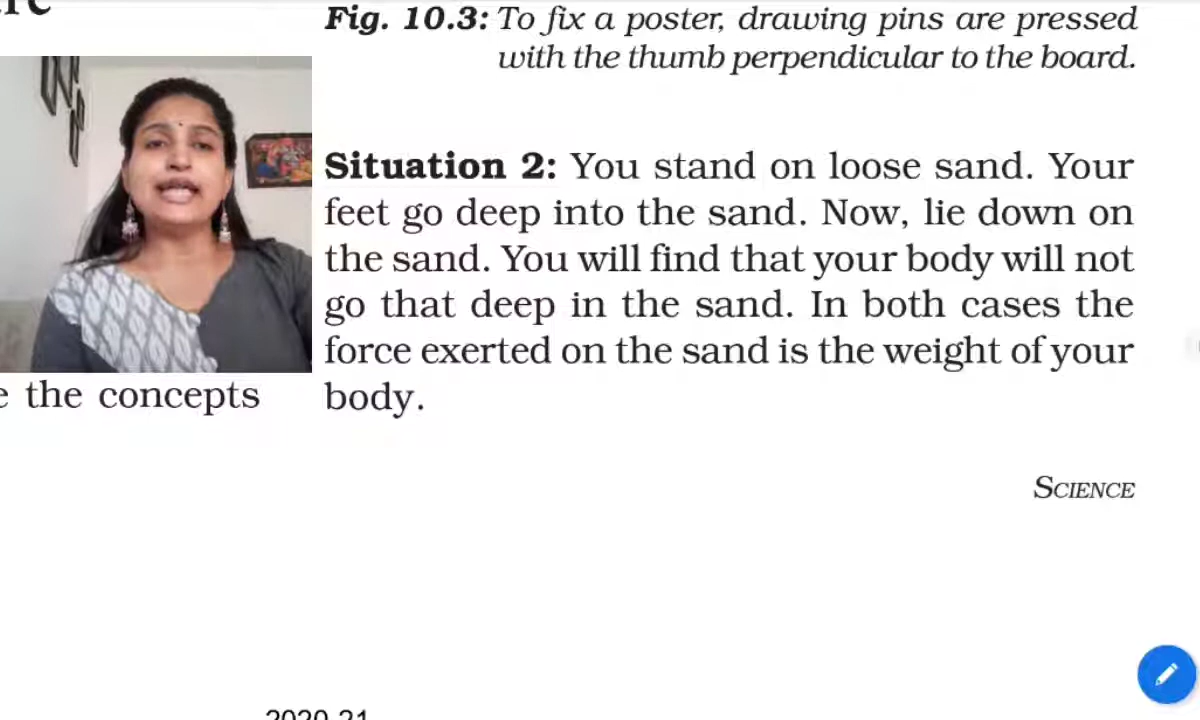 Fig. 10.3: To fix a poster, drawing pins are pressed
with the thumb perpendicular to the board.
Situation 2: You stand on loose sand. Your
feet go deep into the sand. Now, lie down on
the sand. You will find that your body will not
go that deep in the sand. In both cases the
force exerted on the sand is the weight of your
body.
the concepts
SCIENCE
2020-21